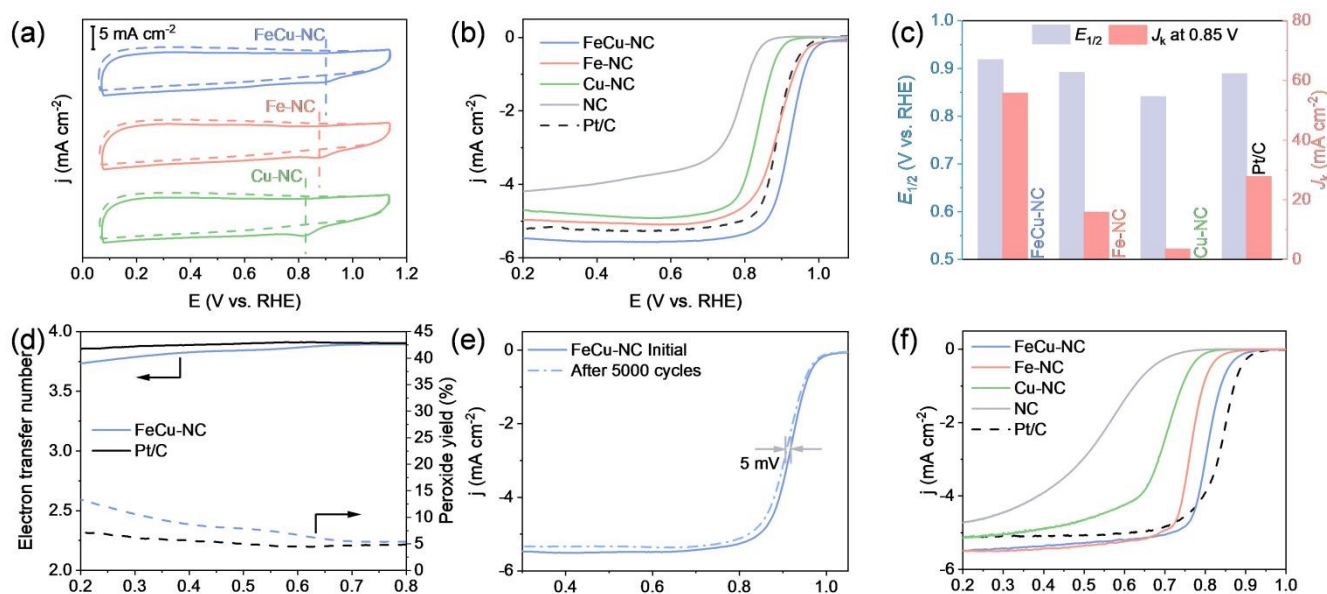 (a)
5 mA cm-2
FeCu-NC
Fe-NC
Cu-NC
j (mA cm-2)
0.0 0.2 0.4 0.6 0.8 1.0 1.2
E (V vs. RHE)
(b)
0
-2
-4
-6
FeCu-NC
Fe-NC
Cu-NC
NC
Pt/C
j (mA cm-2)
0.2 0.4 0.6 0.8 1.0
E (V vs. RHE)
(c)
1.0
0.9
0.8
0.7
0.6
0.5
E1/2 (V vs. RHE)
E1/2 Jk at 0.85 V
FeCu-NC
Fe-NC
Cu-NC
Pt/C
80
60
40
20
0
Jk (mA cm-2)
(d)
4.0
3.5
3.0
2.5
2.0
Electron transfer number
FeCu-NC
Pt/C
45
40
35
30
25
20
15
10
5
0
Peroxide yield (%)
0.2 0.3 0.4 0.5 0.6 0.7 0.8
(e)
0
-2
-4
-6
j (mA cm-2)
FeCu-NC Initial
After 5000 cycles
5 mV
0.4 0.6 0.8 1.0
(f)
0
-2
-4
-6
j (mA cm-2)
FeCu-NC
Fe-NC
Cu-NC
NC
Pt/C
0.2 0.3 0.4 0.5 0.6 0.7 0.8 0.9 1.0